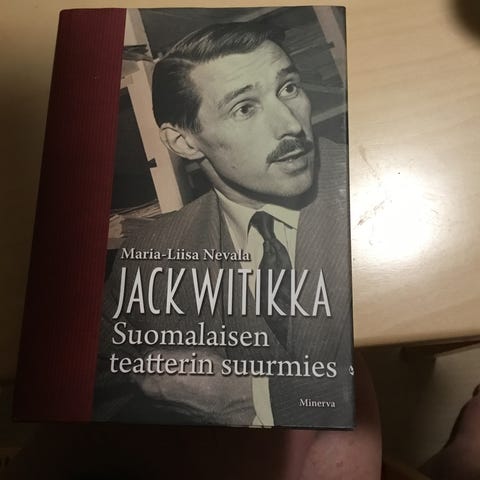 Maria-Liisa Nevala
JACK WITIKKA
Suomalaisen
teatterin suurmies
Minerva